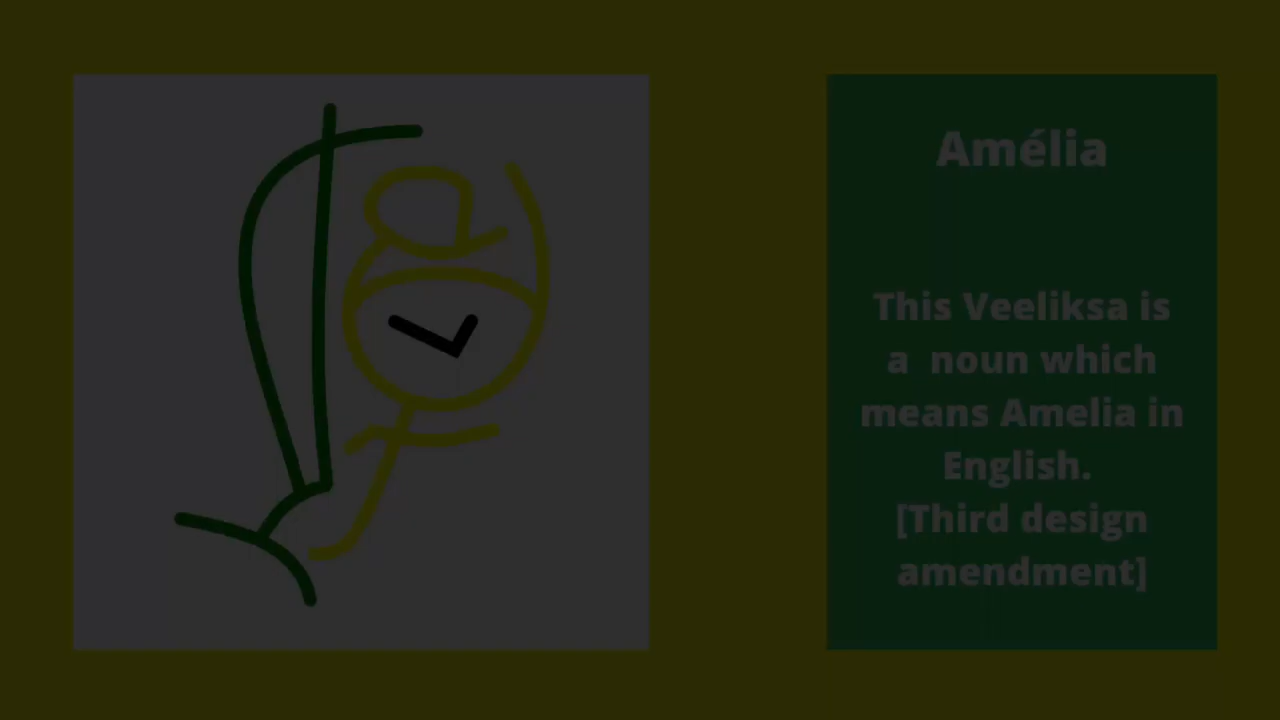 Amélia
This Veeliksa is
a noun which
means Amelia in
English.
[Third design
amendment]